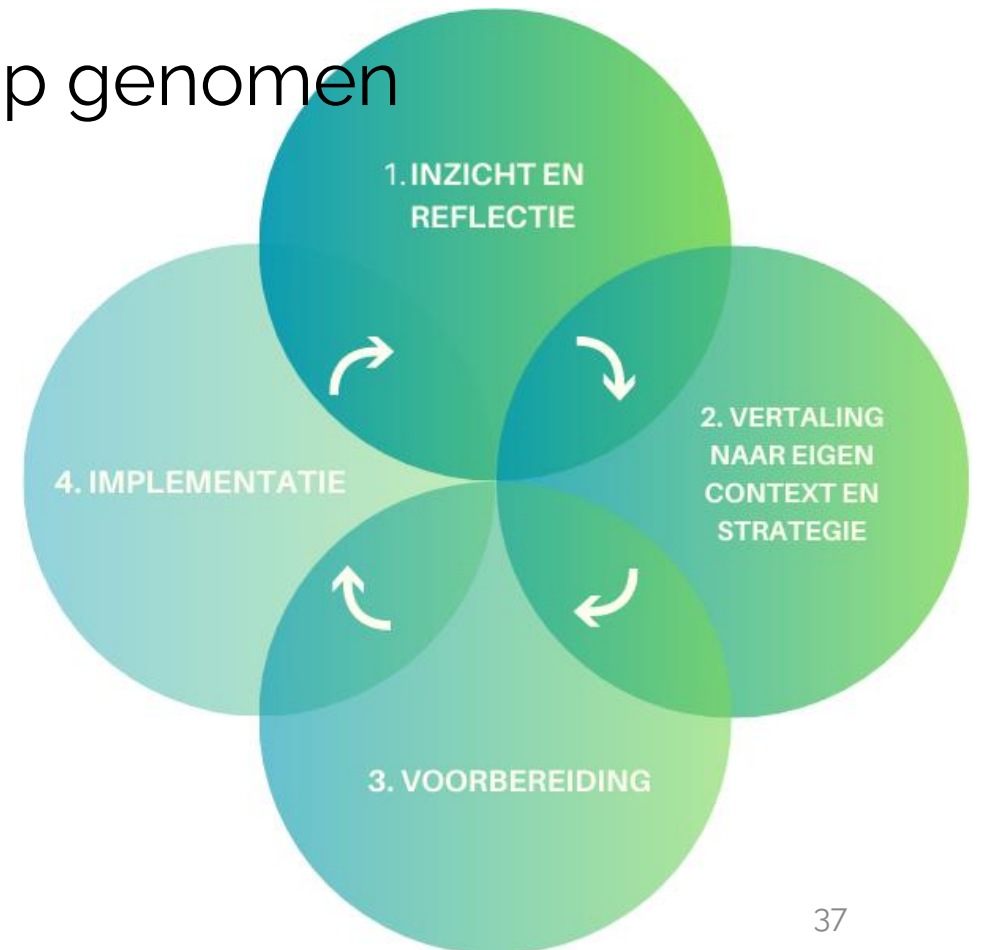 p genomen
1. INZICHT EN
REFLECTIE
2. VERTALING
NAAR EIGEN
CONTEXT EN
STRATEGIE
4. IMPLEMENTATIE
3. VOORBEREIDING
37